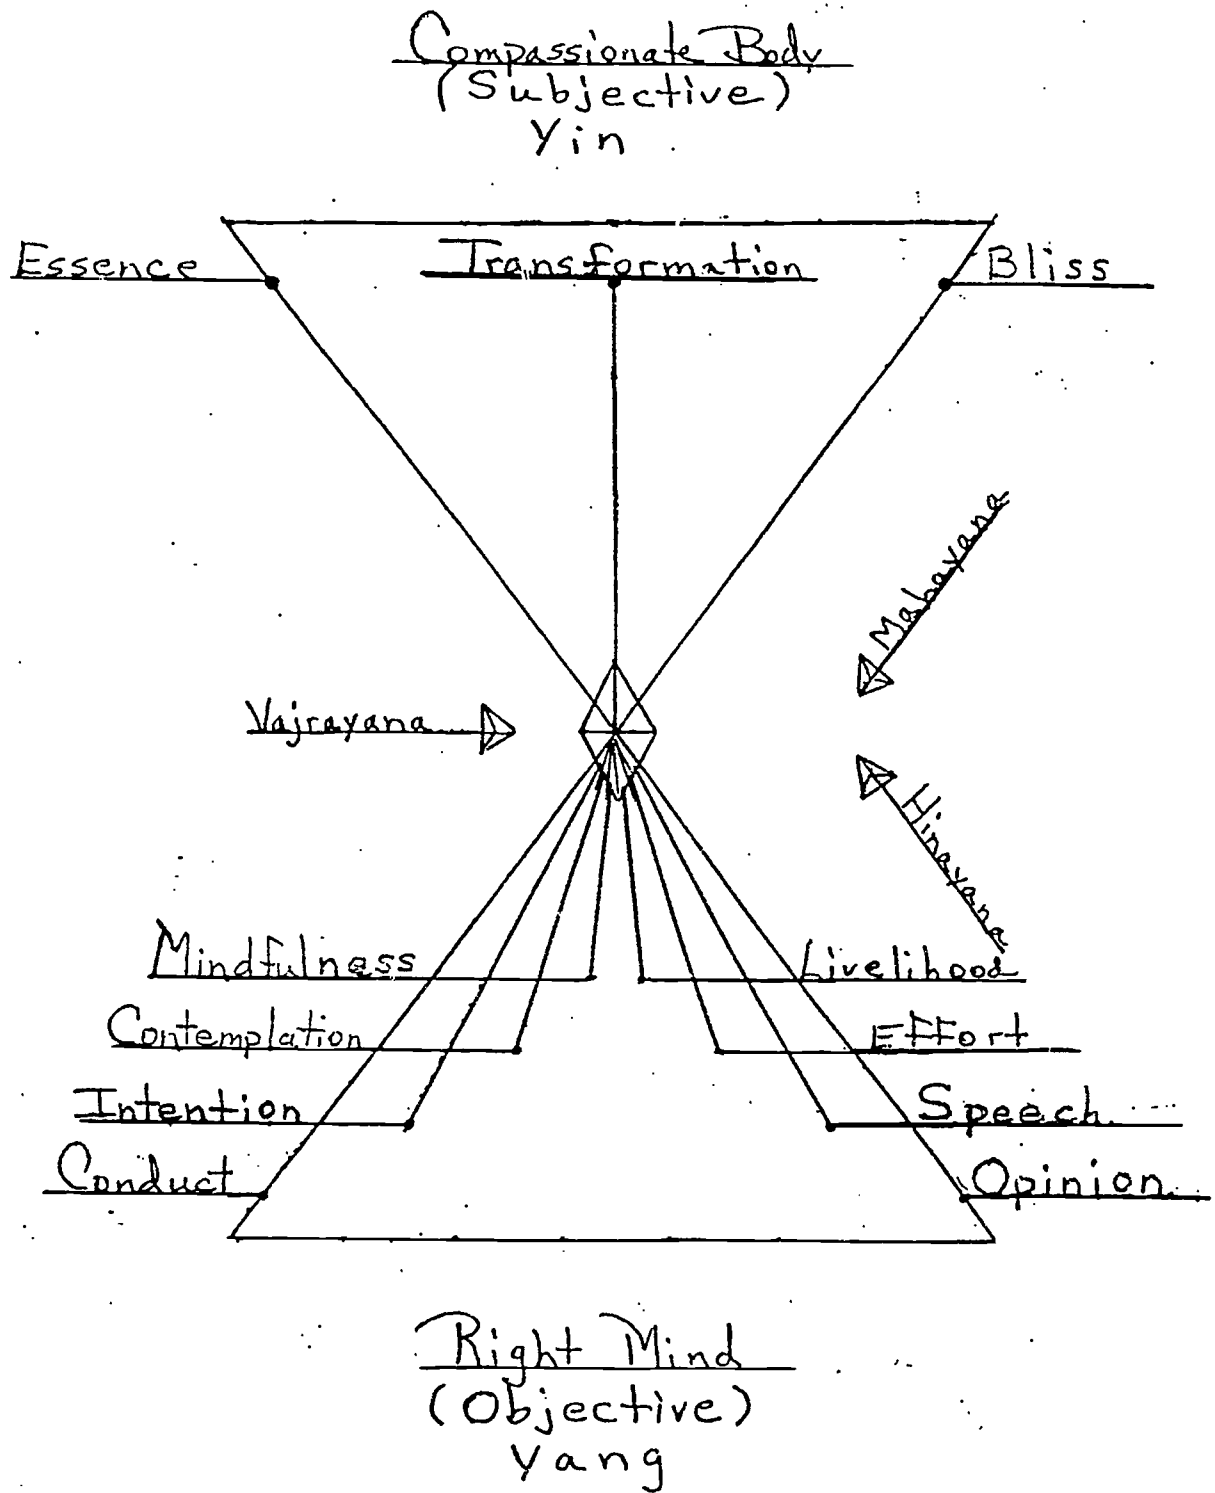 Compassionate Body
(Subjective)
Yin
Essence
Transformation
Bliss
Mahayana
Vajrayana
Hinayana
Mindfulness
Livelihood
Contemplation
Effort
Intention
Speech
Conduct
Opinion
Right Mind
(Objective)
Yang